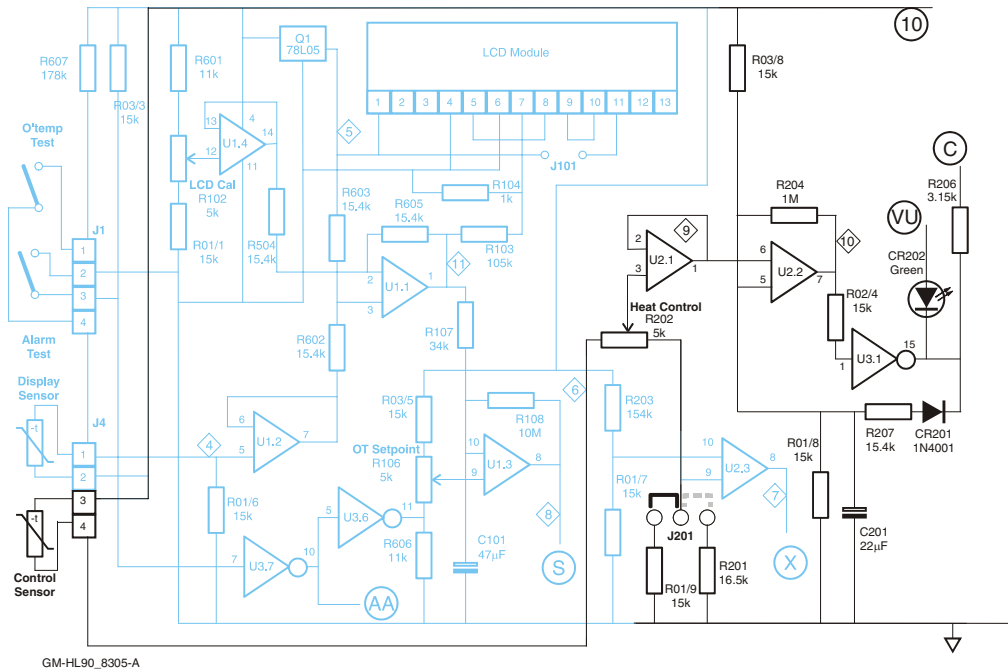 10
Q1
78L05
LCD Module
1 2 3 4 5 6 7 8 9 10 11 12 13
R607
178k
R03/3
15k
R601
11k
R03/8
15k
O'temp
Test
13
12
4
14
11
U1.4
5
J101
C
LCD Cal
R102
5k
R603
15.4k
R104
1k
R204
1M
R206
3.15k
VU
J1
1
2
3
4
R01/1
15k
R504
15.4k
R605
15.4k
R103
105k
2
3
1
U1.1
11
9
2
3
1
U2.1
6
5
7
U2.2
10
CR202
Green
Alarm
Test
R602
15.4k
R107
34k
Heat Control
R202
5k
R02/4
15k
1
15
U3.1
Display
Sensor
-t
J4
1
2
3
4
4
6
5
7
U1.2
R03/5
15k
6
R203
154k
R108
10M
OT Setpoint
R106
5k
10
9
8
U1.3
10
9
8
U2.3
R207
15.4k
CR201
1N4001
-t
Control
Sensor
R01/6
15k
5
11
U3.6
R01/7
15k
7
R01/8
15k
8
J201
C201
22µF
7
10
U3.7
R606
11k
C101
47µF
S
X
R01/9
15k
R201
16.5k
AA
GM-HL90_8305-A